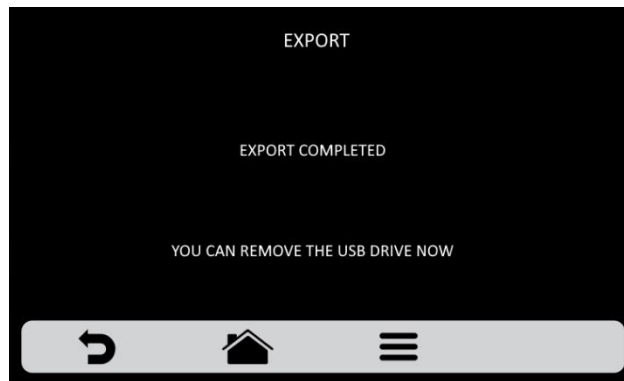 EXPORT
EXPORT COMPLETED
YOU CAN REMOVE THE USB DRIVE NOW